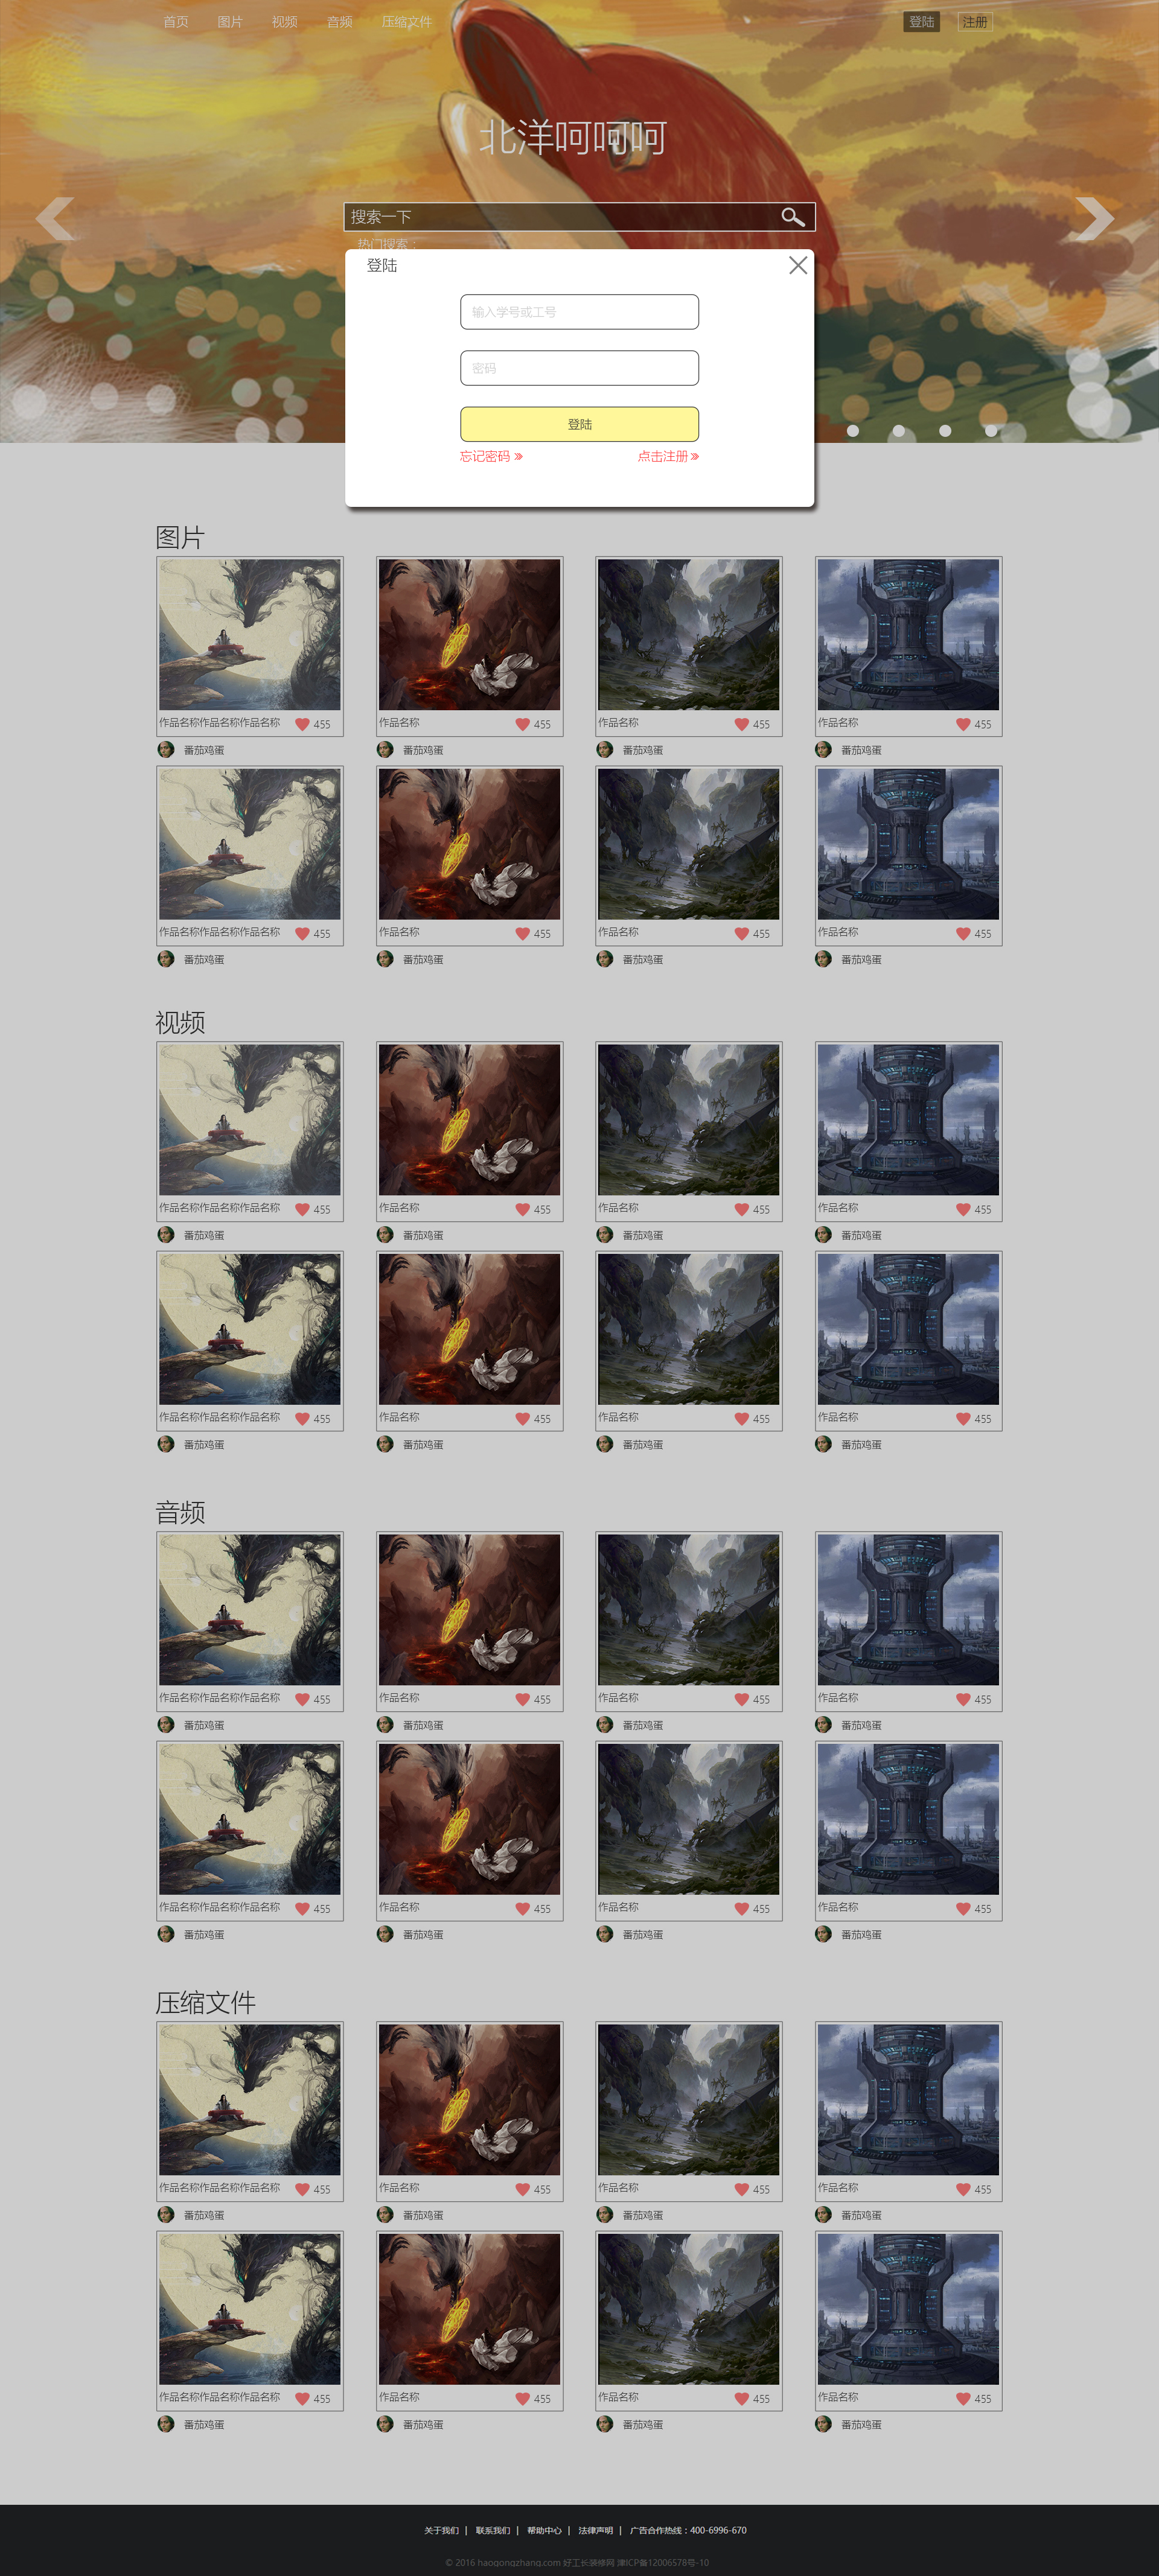 首页 图片 视频 音频 压缩文件 登陆 注册
北洋呵呵呵
搜索一下
热门搜索：
登陆
输入学号或工号
密码
登陆
忘记密码 点击注册
图片
作品名称作品名称作品名称 455 作品名称 455 作品名称 455 作品名称 455
番茄鸡蛋 番茄鸡蛋 番茄鸡蛋 番茄鸡蛋
作品名称作品名称作品名称 455 作品名称 455 作品名称 455 作品名称 455
番茄鸡蛋 番茄鸡蛋 番茄鸡蛋 番茄鸡蛋
视频
作品名称作品名称作品名称 455 作品名称 455 作品名称 455 作品名称 455
番茄鸡蛋 番茄鸡蛋 番茄鸡蛋 番茄鸡蛋
作品名称作品名称作品名称 455 作品名称 455 作品名称 455 作品名称 455
番茄鸡蛋 番茄鸡蛋 番茄鸡蛋 番茄鸡蛋
音频
作品名称作品名称作品名称 455 作品名称 455 作品名称 455 作品名称 455
番茄鸡蛋 番茄鸡蛋 番茄鸡蛋 番茄鸡蛋
作品名称作品名称作品名称 455 作品名称 455 作品名称 455 作品名称 455
番茄鸡蛋 番茄鸡蛋 番茄鸡蛋 番茄鸡蛋
压缩文件
作品名称作品名称作品名称 455 作品名称 455 作品名称 455 作品名称 455
番茄鸡蛋 番茄鸡蛋 番茄鸡蛋 番茄鸡蛋
作品名称作品名称作品名称 455 作品名称 455 作品名称 455 作品名称 455
番茄鸡蛋 番茄鸡蛋 番茄鸡蛋 番茄鸡蛋
关于我们 | 联系我们 | 帮助中心 | 法律声明 | 广告合作热线：400-6996-670
© 2016 haogongzhang.com 好工长装修网 津ICP备12006578号-10